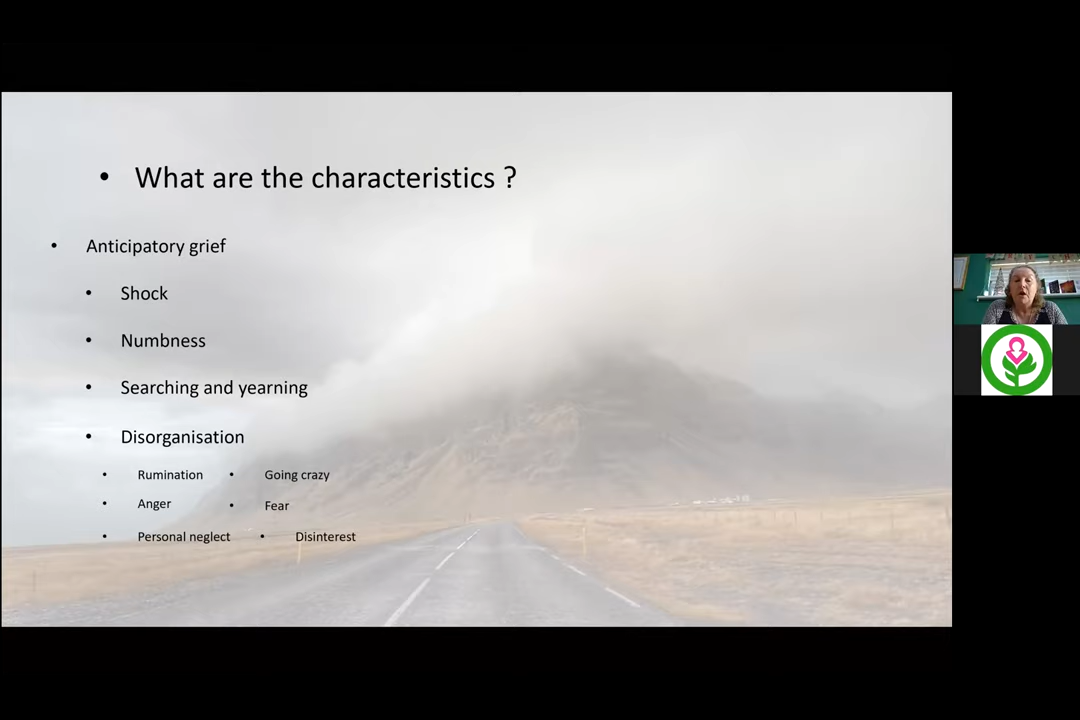 • What are the characteristics ?
• Anticipatory grief
• Shock
• Numbness
• Searching and yearning
• Disorganisation
• Rumination • Going crazy
• Anger • Fear
• Personal neglect • Disinterest